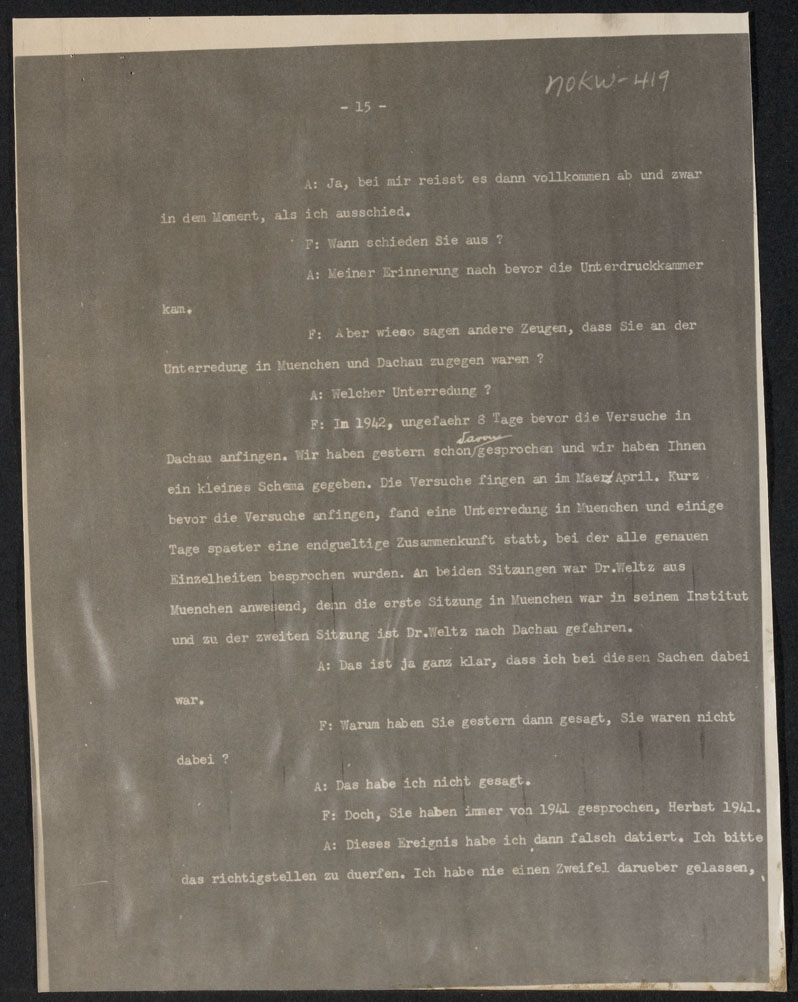 NOKW-419
- 15 -
A: Ja, bei mir reisst es dann vollkommen ab und zwar
in dem Moment, als ich ausschied.
F: Wann schieden Sie aus ?
A: Meiner Erinnerung nach bevor die Unterdruckkammer
kam.
F: Aber wieso sagen andere Zeugen, dass Sie an der
Unterredung in Muenchen und Dachau zugegen waren ?
A: Welcher Unterredung ?
F: Im 1942, ungefaehr 8 Tage bevor die Versuche in
Dachau anfingen. Wir haben gestern schon/gesprochen und wir haben Ihnen
ein kleines Schema gegeben. Die Versuche fingen an im Maerz/April. Kurz
bevor die Versuche anfingen, fand eine Unterredung in Muenchen und einige
Tage spaeter eine endgueltige Zusammenkunft statt, bei der alle genauen
Einzelheiten besprochen wurden. An beiden Sitzungen war Dr.Weltz aus
Muenchen anwesend, denn die erste Sitzung in Muenchen war in seinem Institut
und zu der zweiten Sitzung ist Dr.Weltz nach Dachau gefahren.
A: Das ist ja ganz klar, dass ich bei diesen Sachen dabei
war.
F: Warum haben Sie gestern dann gesagt, Sie waren nicht
dabei ?
A: Das habe ich nicht gesagt.
F: Doch, Sie haben immer von 1941 gesprochen, Herbst 1941.
A: Dieses Ereignis habe ich dann falsch datiert. Ich bitte
das richtigstellen zu duerfen. Ich habe nie einen Zweifel darueber gelassen,